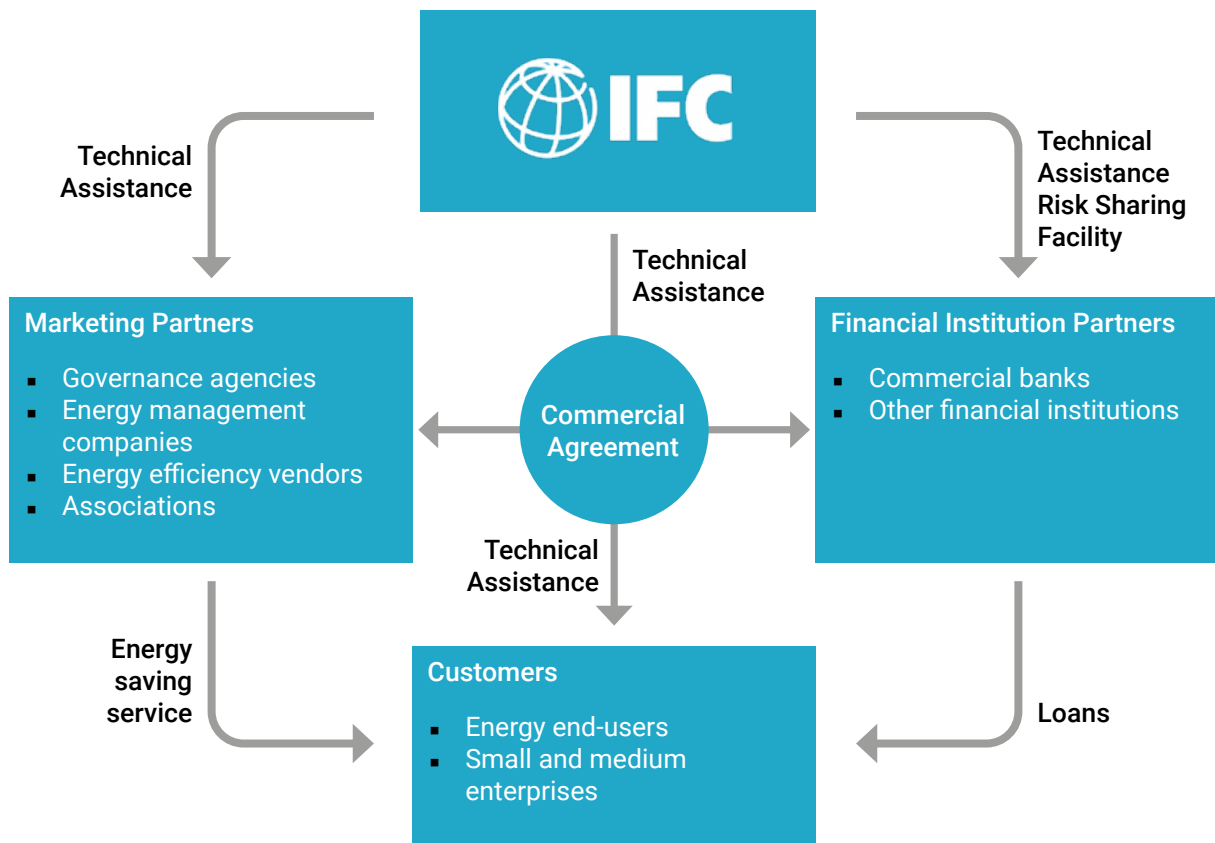 IFC
Technical
Assistance
Technical
Assistance
Risk Sharing
Facility
Technical
Assistance
Marketing Partners
▪ Governance agencies
▪ Energy management
companies
▪ Energy efficiency vendors
▪ Associations
Commercial
Agreement
Financial Institution Partners
▪ Commercial banks
▪ Other financial institutions
Technical
Assistance
Energy
saving
service
Customers
▪ Energy end-users
▪ Small and medium
enterprises
Loans